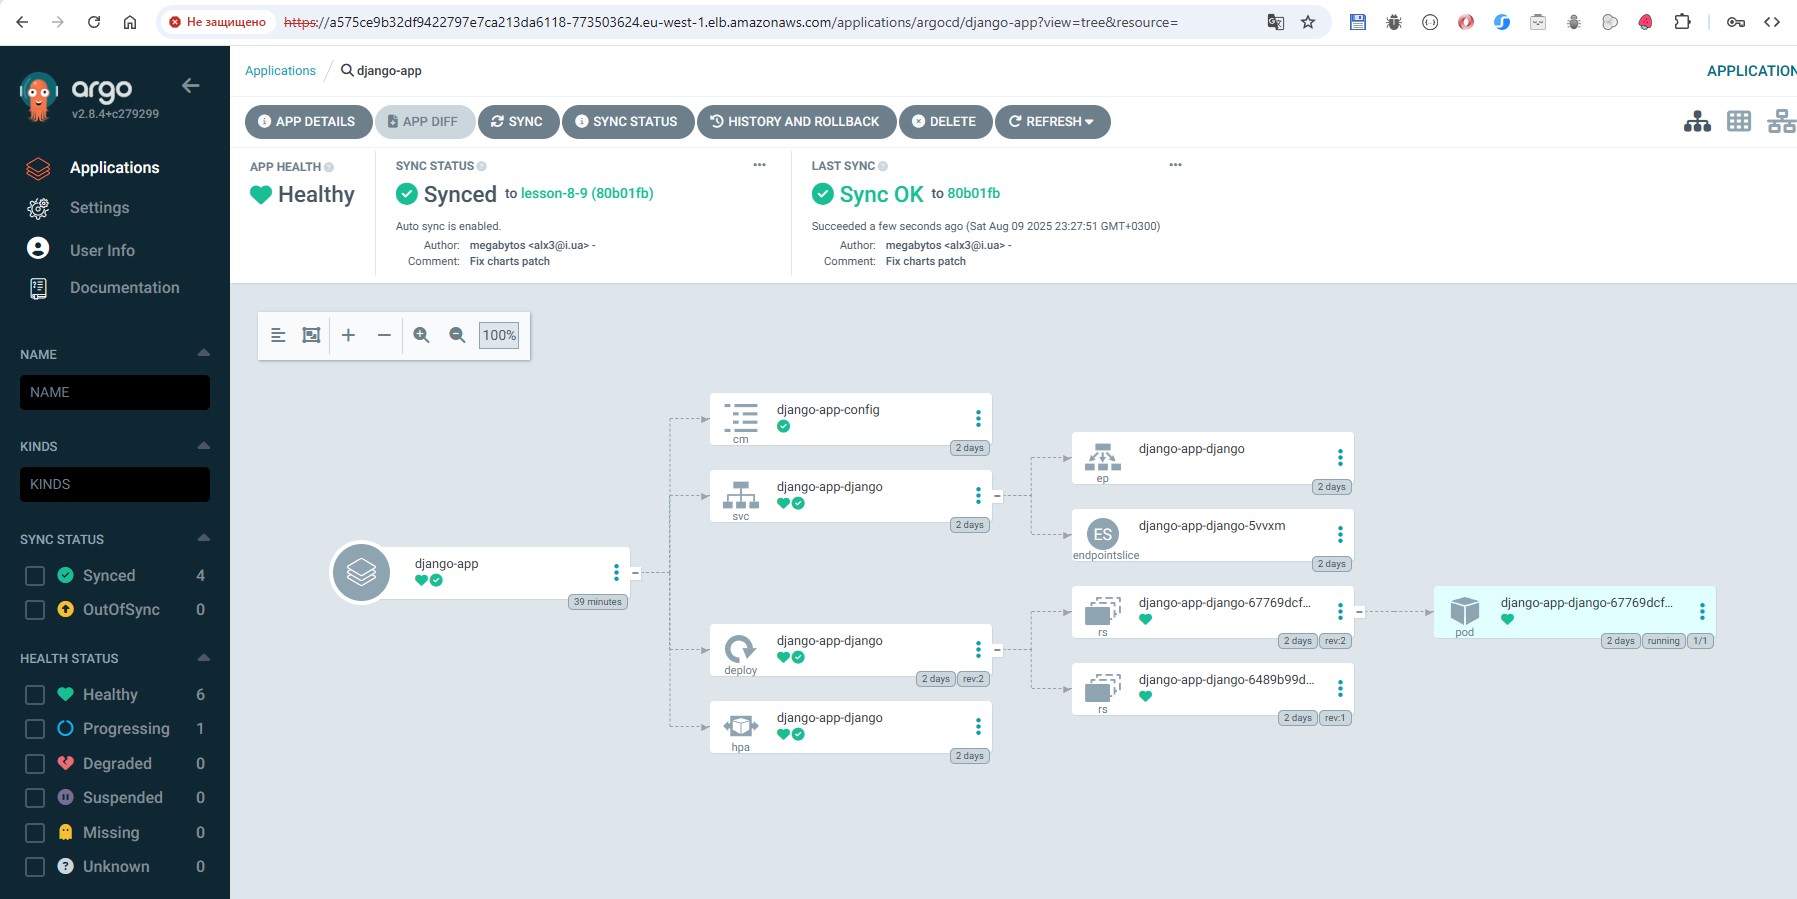 Не защищено
https://a575ce9b32df9422797e7ca213da6118-773503624.eu-west-1.elb.amazonaws.com/applications/argocd/django-app?view=tree&resource=
argo
v2.8.4+c279299
Applications
Settings
User Info
Documentation
NAME
NAME
KINDS
KINDS
SYNC STATUS
Synced 4
OutOfSync 0
HEALTH STATUS
Healthy 6
Progressing 1
Degraded 0
Suspended 0
Missing 0
Unknown 0
Applications / django-app
APPLICATION
APP DETAILS
APP DIFF
SYNC
SYNC STATUS
HISTORY AND ROLLBACK
DELETE
REFRESH
APP HEALTH
Healthy
SYNC STATUS
Synced to lesson-8-9 (80b01fb)
Auto sync is enabled.
Author: megabytos <alx3@i.ua> -
Comment: Fix charts patch
LAST SYNC
Sync OK to 80b01fb
Succeeded a few seconds ago (Sat Aug 09 2025 23:27:51 GMT+0300)
Author: megabytos <alx3@i.ua> -
Comment: Fix charts patch
100%
django-app
39 minutes
django-app-config
cm
2 days
django-app-django
svc
2 days
django-app-django
deploy
2 days rev:2
django-app-django
hpa
2 days
django-app-django
ep
2 days
ES
django-app-django-5vvxm
endpointslice
2 days
django-app-django-67769dcf...
rs
2 days rev:2
django-app-django-6489b99d...
rs
2 days rev:1
django-app-django-67769dcf...
pod
2 days running 1/1